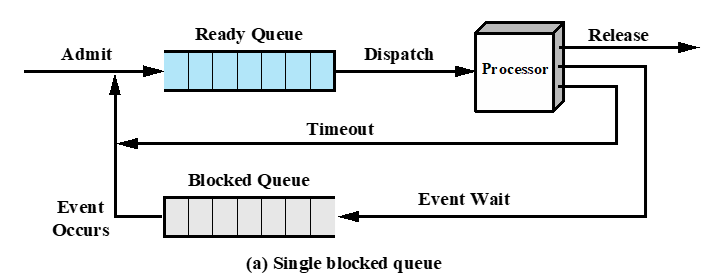 Ready Queue
Admit
Dispatch
Release
Processor
Timeout
Blocked Queue
Event Wait
Event
Occurs
(a) Single blocked queue